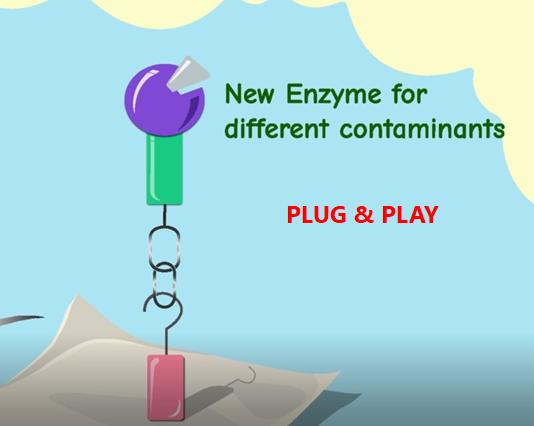 New Enzyme for
different contaminants
PLUG & PLAY